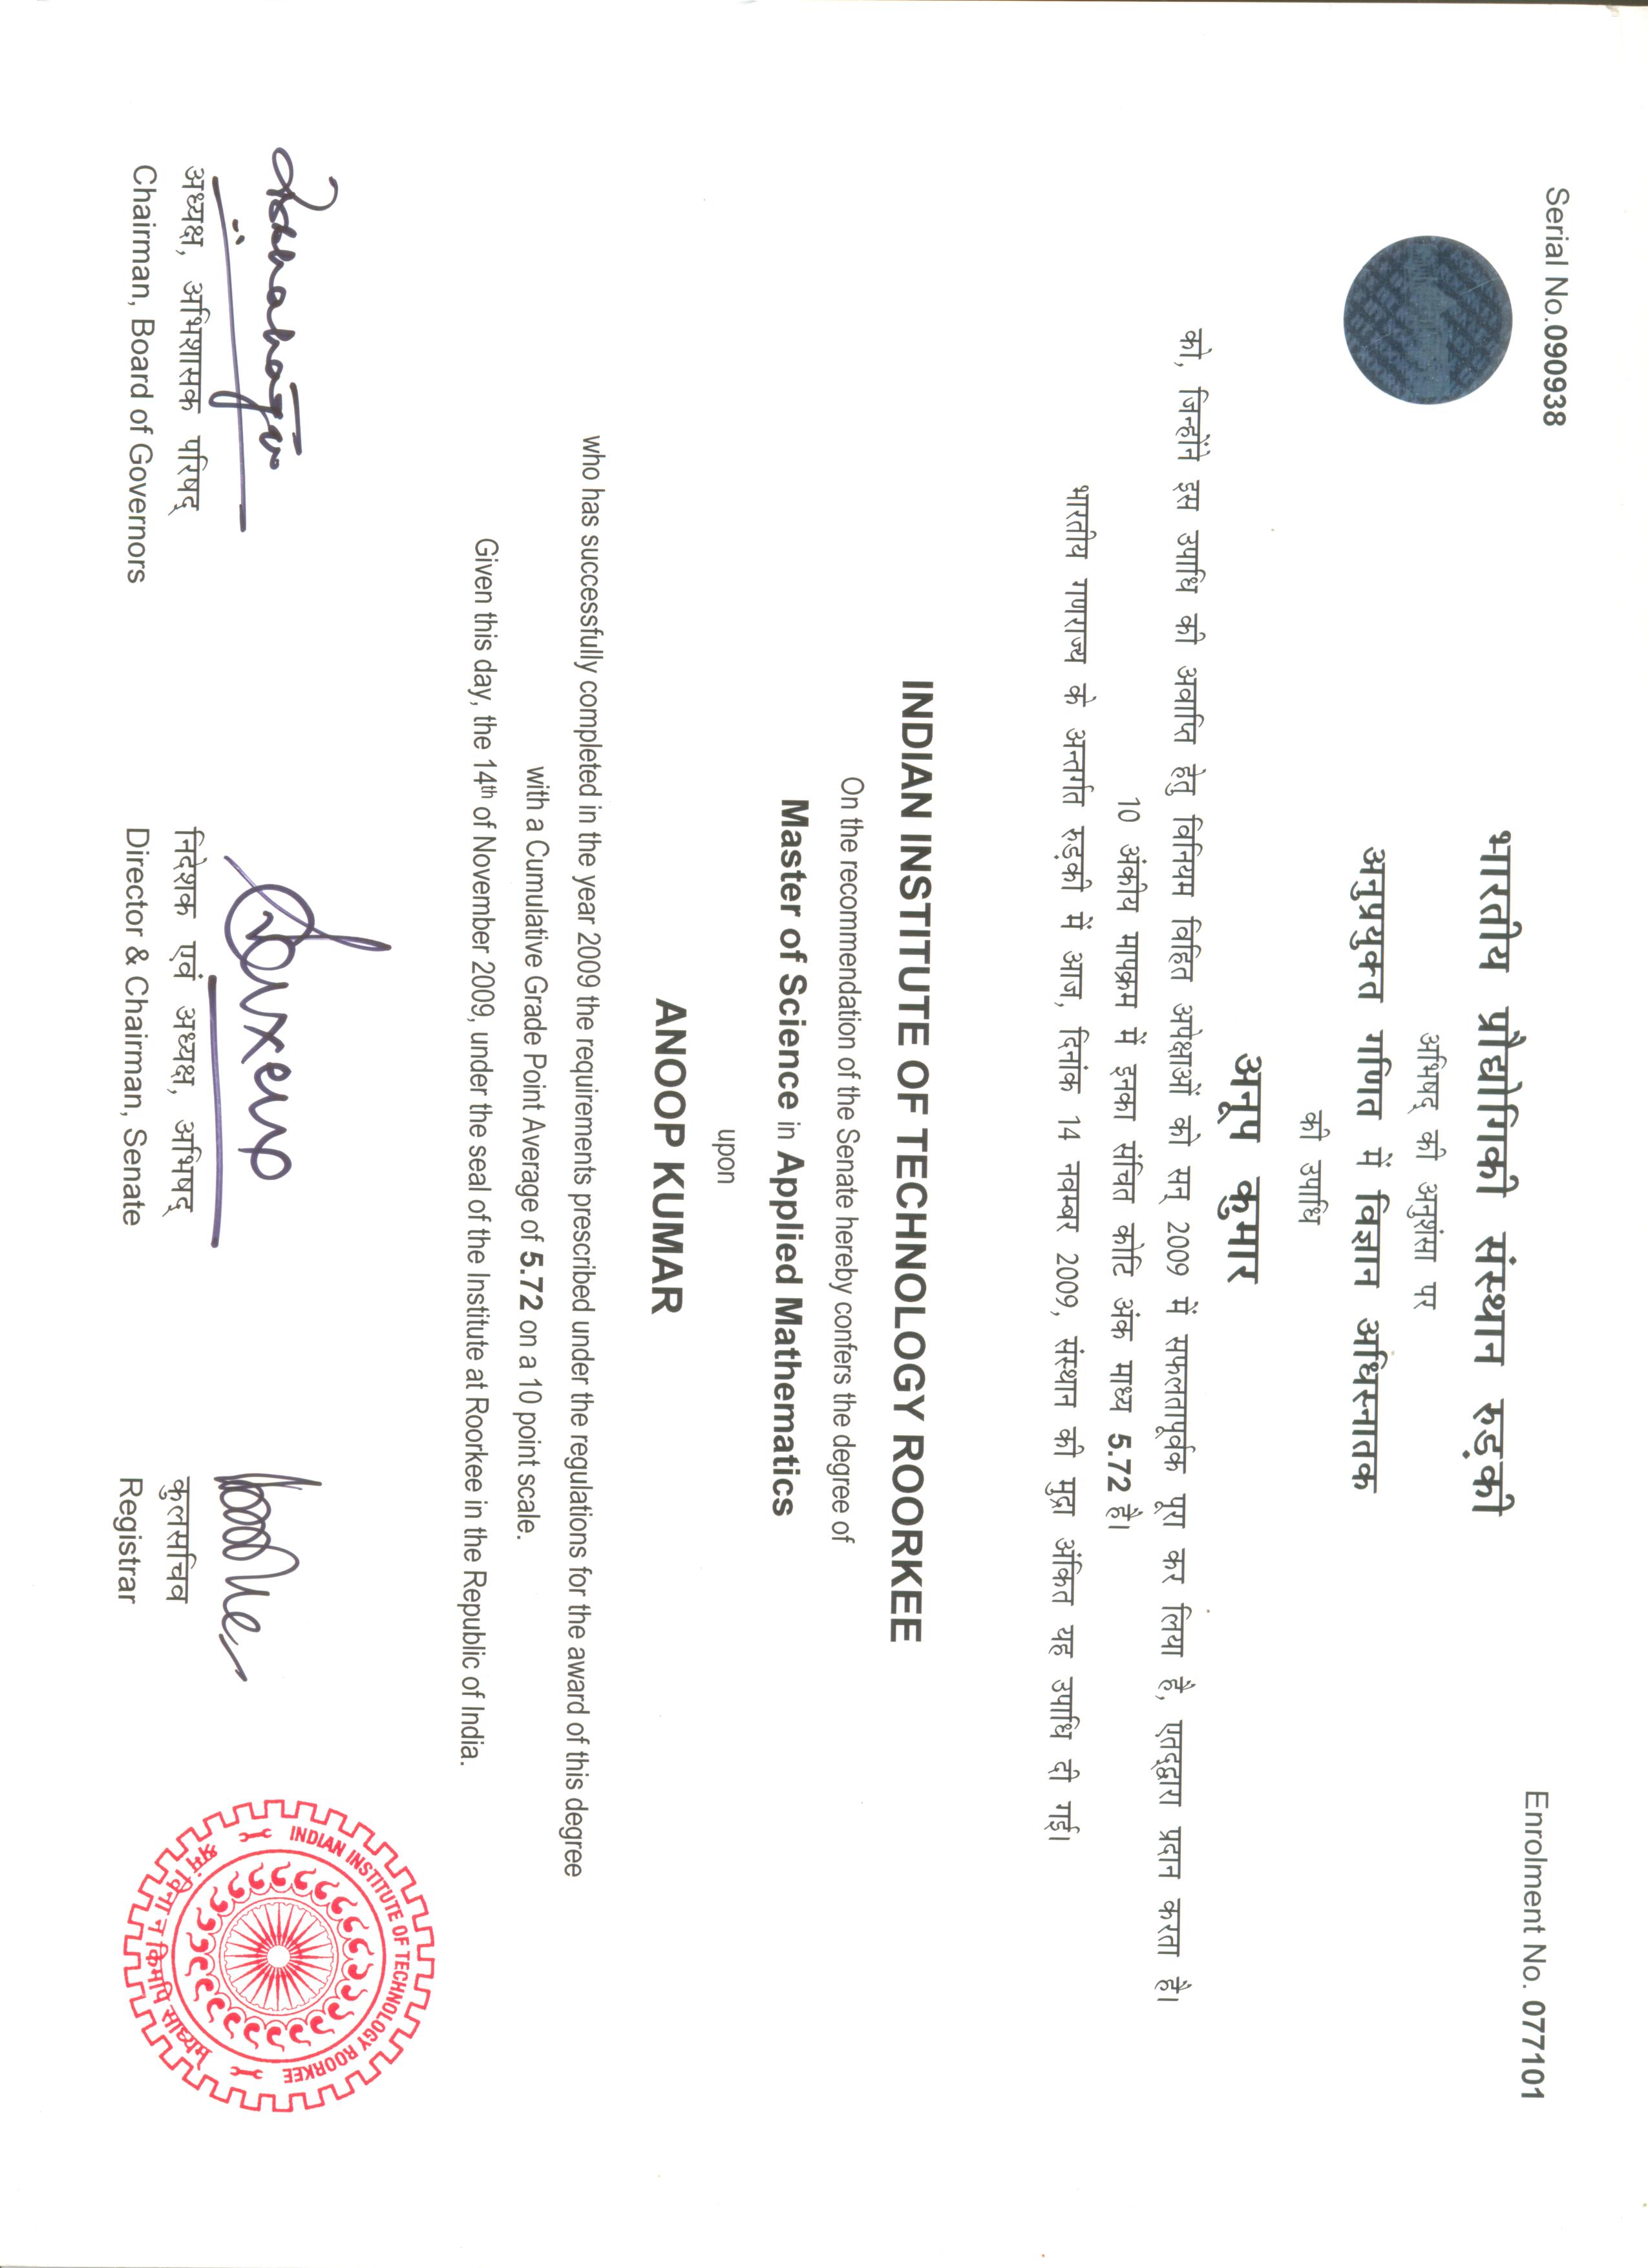 Serial No.090938
Enrolment No. 077101
भारतीय प्रौद्योगिकी संस्थान रुड़की
अभिषद् की अनुशंसा पर
अनुप्रयुक्त गणित में विज्ञान अधिस्नातक
की उपाधि
अनूप कुमार
को, जिन्होंने इस उपाधि की अवाप्ति हेतु विनियम विहित अपेक्षाओं को सन् 2009 में सफलतापूर्वक पूरा कर लिया है, एतद्द्वारा प्रदान करता है।
10 अंकीय मापक्रम में इनका संचित कोटि अंक माध्य 5.72 है।
भारतीय गणराज्य के अन्तर्गत रुड़की में आज, दिनांक 14 नवम्बर 2009, संस्थान की मुद्रा अंकित यह उपाधि दी गई।
INDIAN INSTITUTE OF TECHNOLOGY ROORKEE
On the recommendation of the Senate hereby confers the degree of
Master of Science in Applied Mathematics
upon
ANOOP KUMAR
who has successfully completed in the year 2009 the requirements prescribed under the regulations for the award of this degree
with a Cumulative Grade Point Average of 5.72 on a 10 point scale.
Given this day, the 14th of November 2009, under the seal of the Institute at Roorkee in the Republic of India.
अध्यक्ष, अभिशासक परिषद्
Chairman, Board of Governors
निदेशक एवं अध्यक्ष, अभिषद्
Director & Chairman, Senate
कुलसचिव
Registrar
INDIAN INSTITUTE OF TECHNOLOGY ROORKEE
श्रमं विना न किमपि साध्यम्